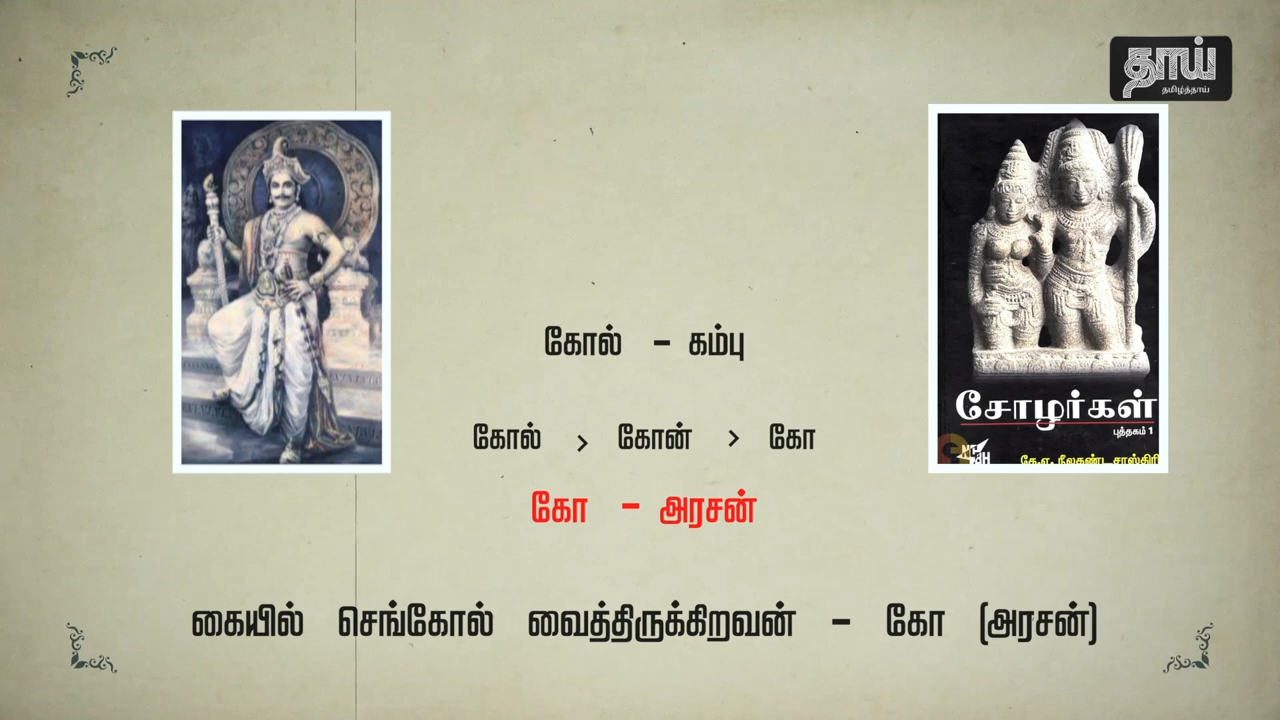 தாய்
தமிழ்த்தாய்
கோல் - கம்பு
கோல் > கோன் > கோ
கோ - அரசன்
கையில் செங்கோல் வைத்திருக்கிறவன் - கோ (அரசன்)
சோழர்கள்
புத்தகம் 1
கே.ஏ. நீலகண்ட சாஸ்திரி